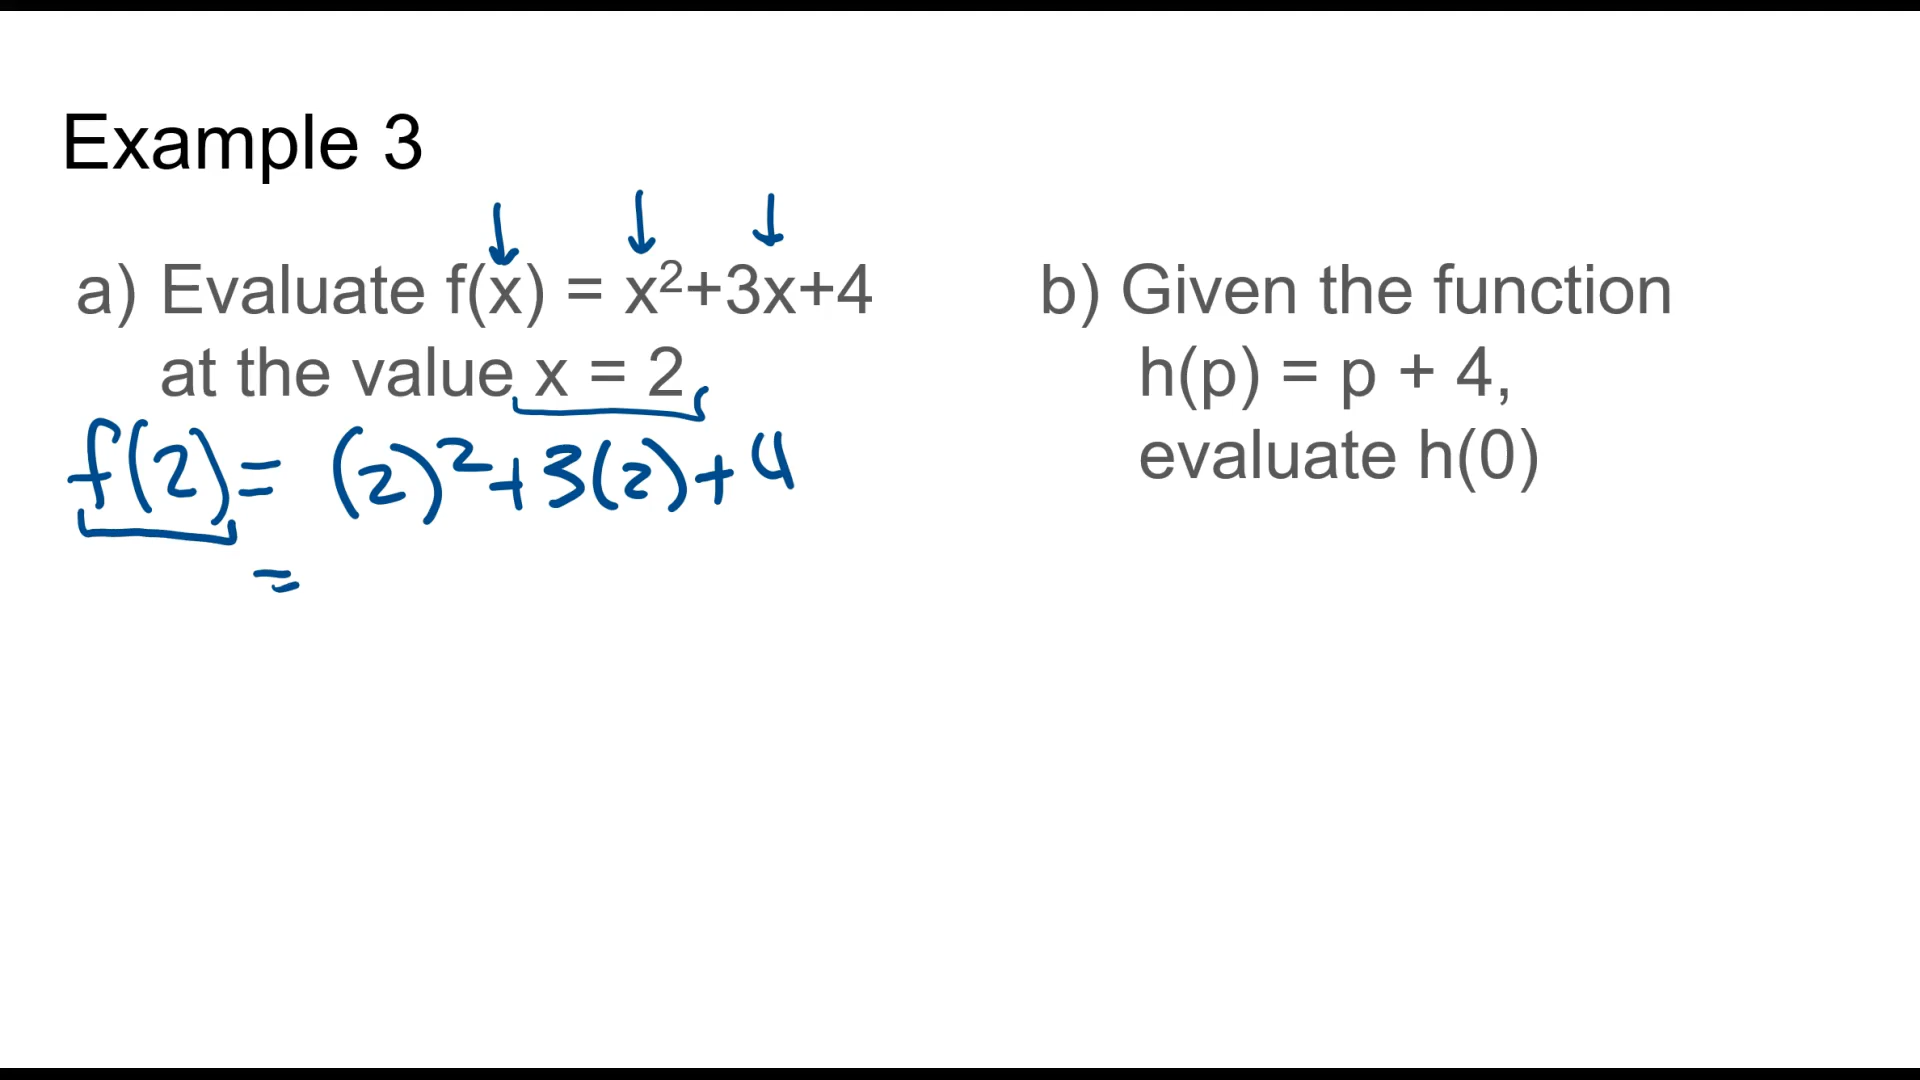 Example 3
a) Evaluate f(x) = x²+3x+4
at the value x = 2
f(2) = (2)²+3(2)+4
=
b) Given the function
h(p) = p + 4,
evaluate h(0)